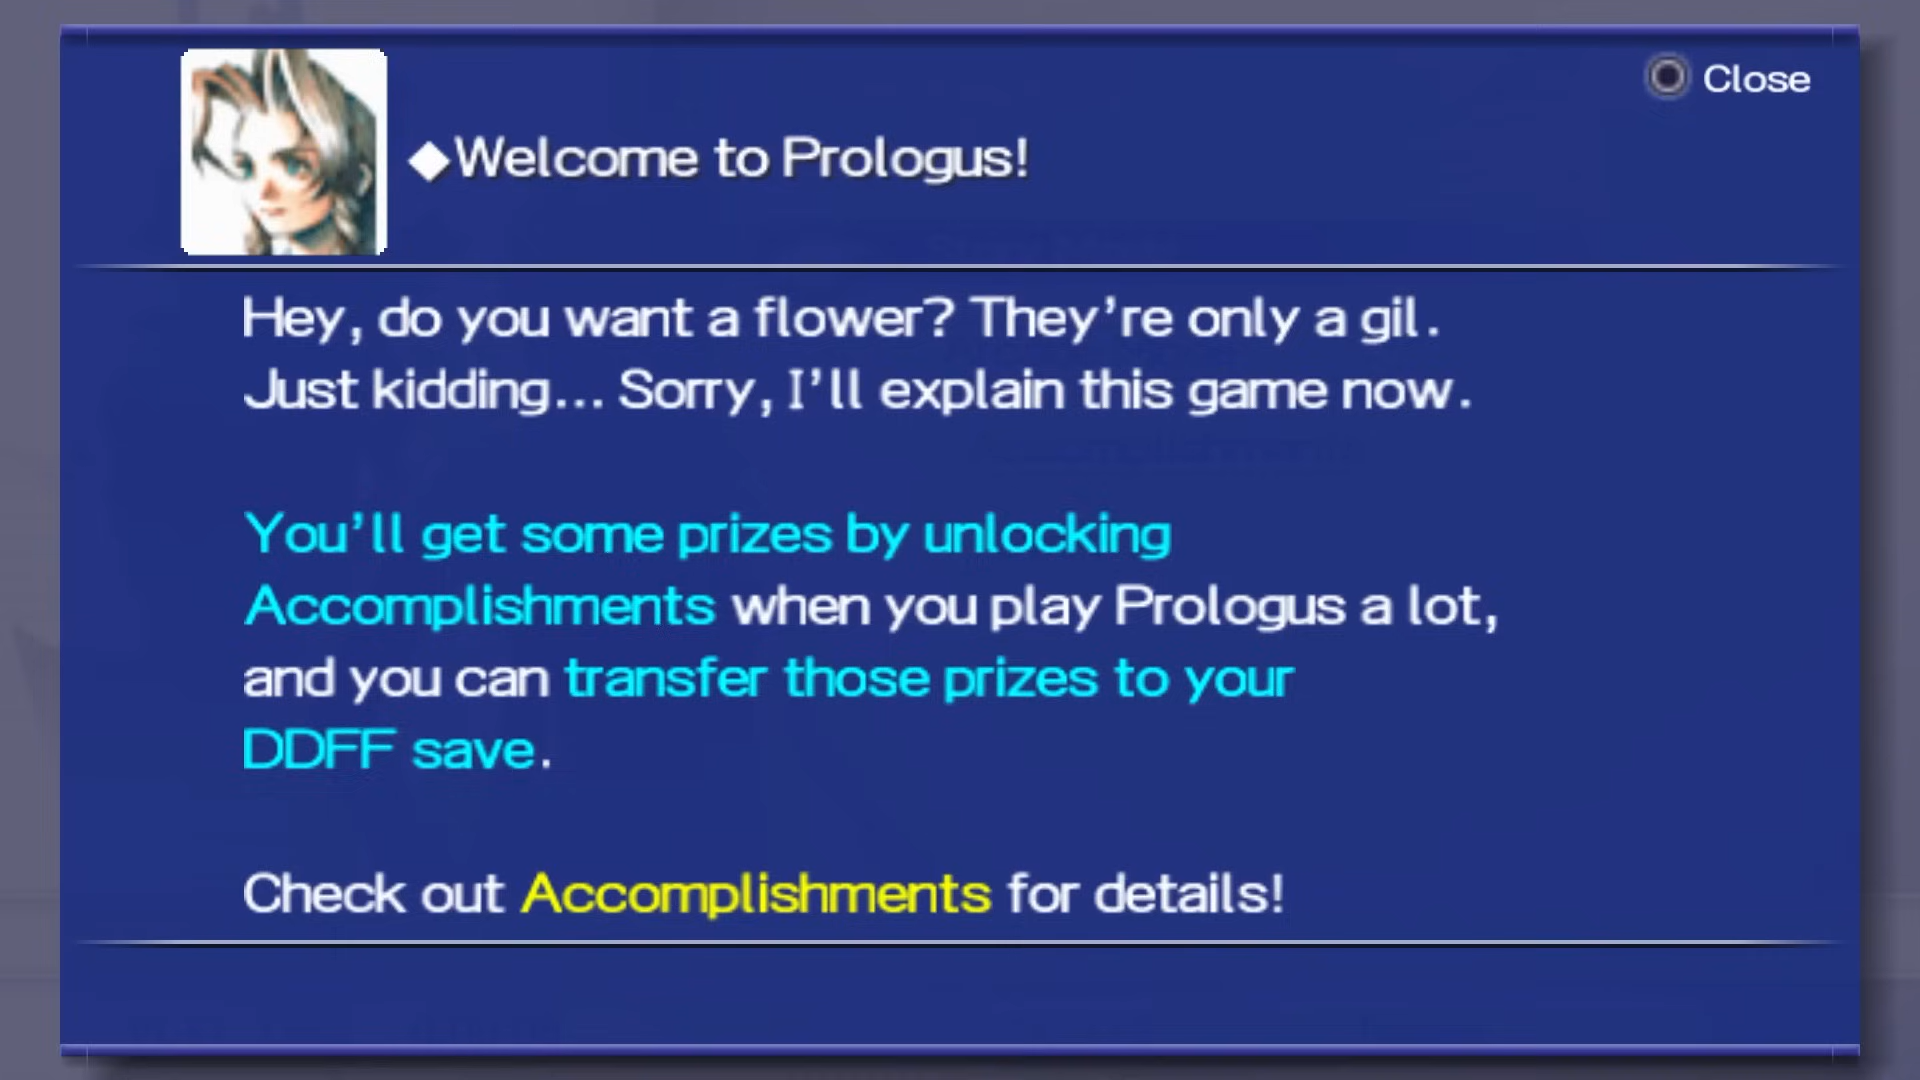 Close
◆Welcome to Prologus!
Hey, do you want a flower? They're only a gil.
Just kidding... Sorry, I'll explain this game now.
You'll get some prizes by unlocking
Accomplishments when you play Prologus a lot,
and you can transfer those prizes to your
DDFF save.
Check out Accomplishments for details!